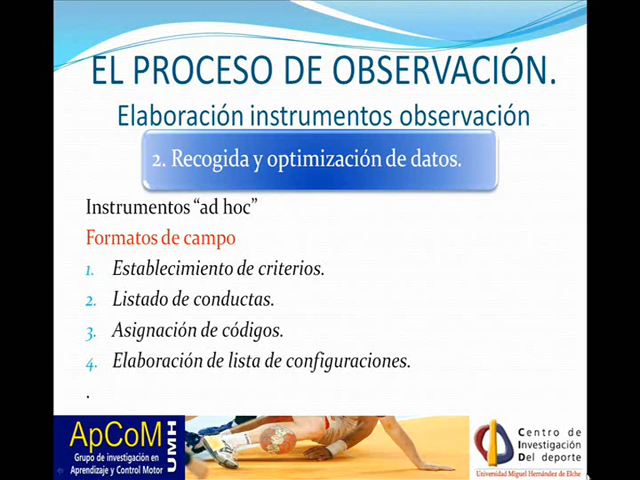 EL PROCESO DE OBSERVACIÓN.
Elaboración instrumentos observación
2. Recogida y optimización de datos.
Instrumentos “ad hoc”
Formatos de campo
1. Establecimiento de criterios.
2. Listado de conductas.
3. Asignación de códigos.
4. Elaboración de lista de configuraciones.
.
ApCoM
UMH
Grupo de investigación en
Aprendizaje y Control Motor
Centro de
Investigación
Del deporte
Universidad Miguel Hernández de Elche